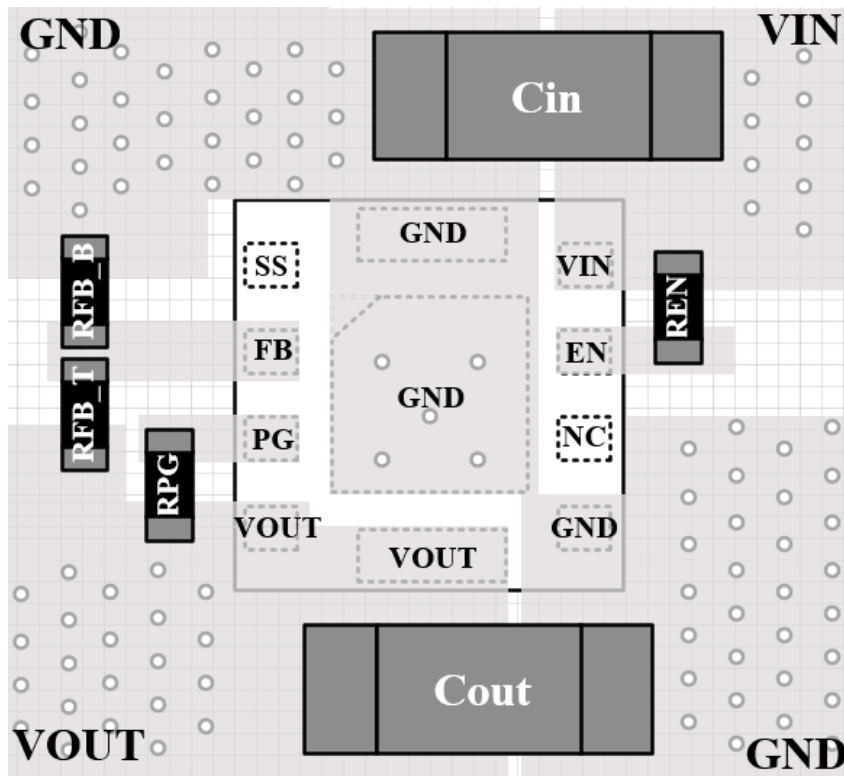 GND
VIN
Cin
GND
SS
VIN
RFB_B
REN
FB
EN
GND
RFB_T
PG
NC
RPG
VOUT
GND
VOUT
Cout
VOUT
GND